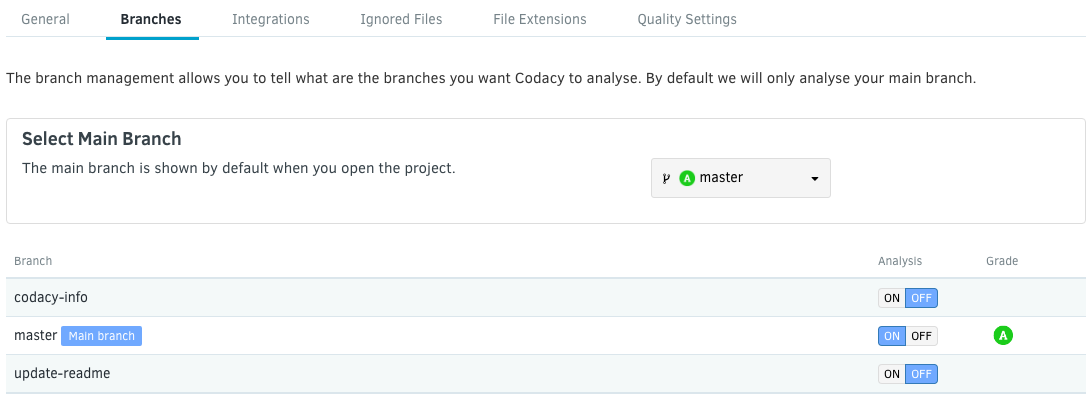 General Branches Integrations Ignored Files File Extensions Quality Settings
The branch management allows you to tell what are the branches you want Codacy to analyse. By default we will only analyse your main branch.
Select Main Branch
The main branch is shown by default when you open the project.
A master
Branch Analysis Grade
codacy-info ON OFF
master Main branch ON OFF A
update-readme ON OFF